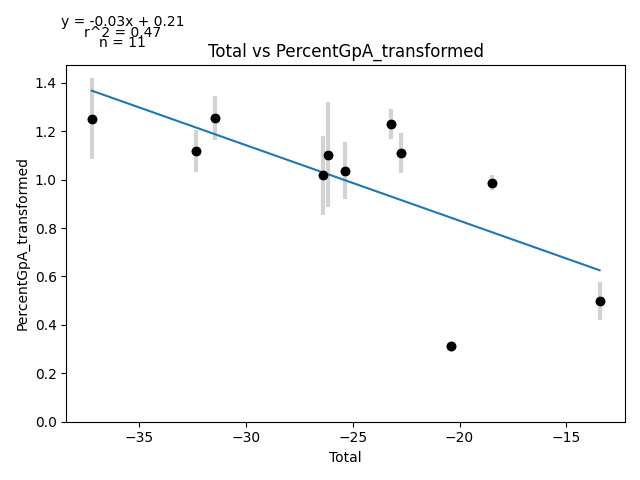 y = -0.03x + 0.21
r^2 = 0.47
n = 11
Total vs PercentGpA_transformed
1.4
1.2
1.0
0.8
0.6
0.4
0.2
0.0
PercentGpA_transformed
−35
−30
−25
−20
−15
Total